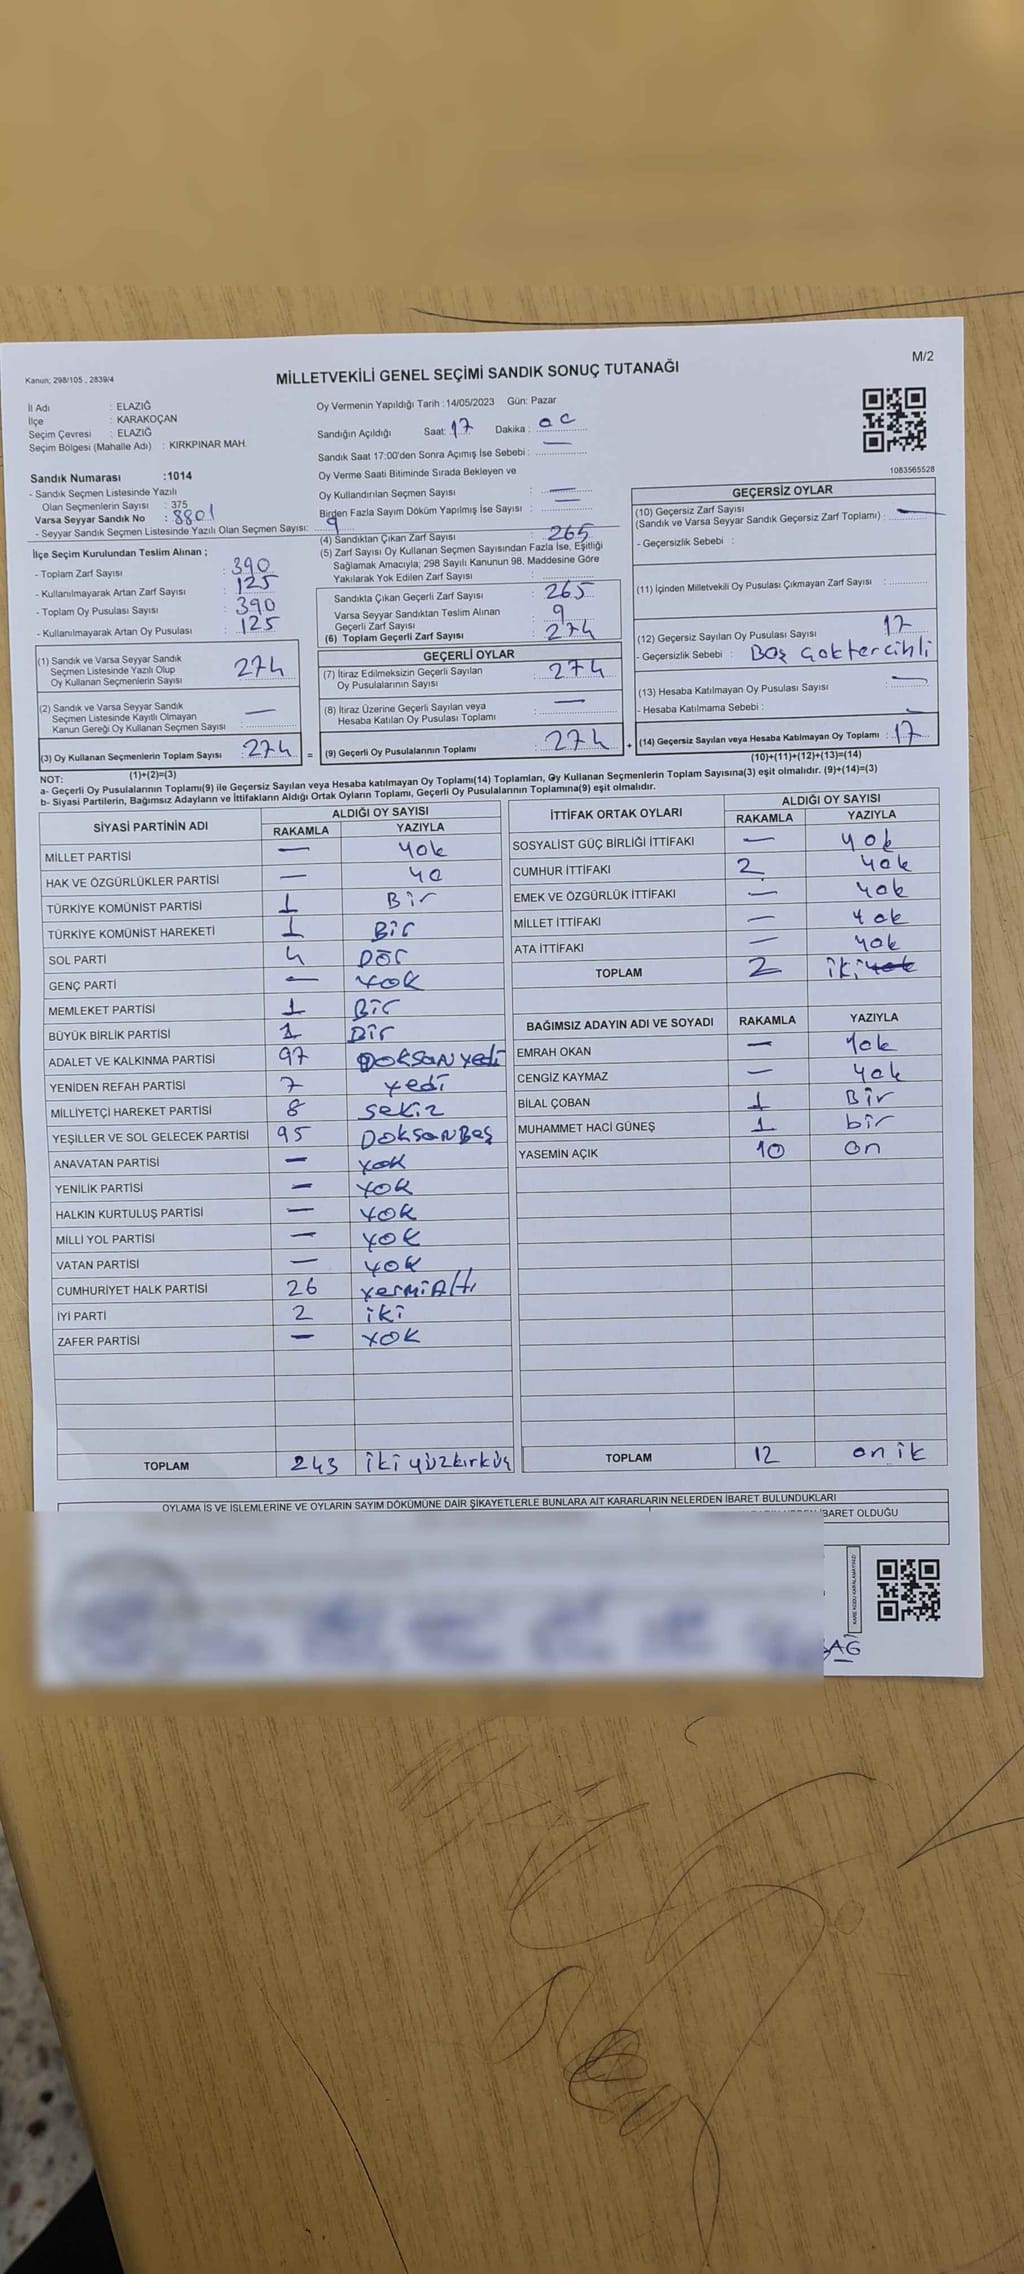 Kanun; 298/105 , 2839/4
M/2
MİLLETVEKİLİ GENEL SEÇİMİ SANDIK SONUÇ TUTANAĞI
İl Adı : ELAZIĞ
İlçe : KARAKOÇAN
Seçim Çevresi : ELAZIĞ
Seçim Bölgesi (Mahalle Adı) : KIRKPINAR MAH.
Sandık Numarası :1014
- Sandık Seçmen Listesinde Yazılı
Olan Seçmenlerin Sayısı : 375
Varsa Seyyar Sandık No : 8801
- Seyyar Sandık Seçmen Listesinde Yazılı Olan Seçmen Sayısı: 9
Oy Vermenin Yapıldığı Tarih : 14/05/2023 Gün: Pazar
Sandığın Açıldığı Saat: 17 Dakika :
Sandık Saat 17:00'den Sonra Açımış İse Sebebi : —
Oy Verme Saati Bitiminde Sırada Bekleyen ve
Oy Kullandırılan Seçmen Sayısı : —
Birden Fazla Sayım Döküm Yapılmış İse Sayısı : —
1083565528
İlçe Seçim Kurulundan Teslim Alınan ;
- Toplam Zarf Sayısı : 390
- Kullanılmayarak Artan Zarf Sayısı : 125
- Toplam Oy Pusulası Sayısı : 390
- Kullanılmayarak Artan Oy Pusulası : 125
(1) Sandık ve Varsa Seyyar Sandık
Seçmen Listesinde Yazılı Olup
Oy Kullanan Seçmenlerin Sayısı : 274
(2) Sandık ve Varsa Seyyar Sandık
Seçmen Listesinde Kayıtlı Olmayan
Kanun Gereği Oy Kullanan Seçmen Sayısı : —
(3) Oy Kullanan Seçmenlerin Toplam Sayısı : 274 =
(1)+(2)=(3)
(4) Sandıktan Çıkan Zarf Sayısı : 265
(5) Zarf Sayısı Oy Kullanan Seçmen Sayısından Fazla İse, Eşitliği
Sağlamak Amacıyla; 298 Sayılı Kanunun 98. Maddesine Göre
Yakılarak Yok Edilen Zarf Sayısı :
Sandıkta Çıkan Geçerli Zarf Sayısı : 265
Varsa Seyyar Sandıktan Teslim Alınan
Geçerli Zarf Sayısı : 9
(6) Toplam Geçerli Zarf Sayısı : 274
GEÇERLİ OYLAR
(7) İtiraz Edilmeksizin Geçerli Sayılan
Oy Pusulalarının Sayısı : 274
(8) İtiraz Üzerine Geçerli Sayılan veya
Hesaba Katılan Oy Pusulası Toplamı : —
(9) Geçerli Oy Pusulalarının Toplamı : 274 +
GEÇERSİZ OYLAR
(10) Geçersiz Zarf Sayısı
(Sandık ve Varsa Seyyar Sandık Geçersiz Zarf Toplamı) : —
- Geçersizlik Sebebi :
(11) İçinden Milletvekili Oy Pusulası Çıkmayan Zarf Sayısı :
(12) Geçersiz Sayılan Oy Pusulası Sayısı : 17
- Geçersizlik Sebebi : Boş Çoktercihli
(13) Hesaba Katılmayan Oy Pusulası Sayısı : —
- Hesaba Katılmama Sebebi :
(14) Geçersiz Sayılan veya Hesaba Katılmayan Oy Toplamı : 17
(10)+(11)+(12)+(13)=(14)
NOT:
a- Geçerli Oy Pusulalarının Toplamı(9) ile Geçersiz Sayılan veya Hesaba katılmayan Oy Toplamı(14) Toplamları, Oy Kullanan Seçmenlerin Toplam Sayısına(3) eşit olmalıdır. (9)+(14)=(3)
b- Siyasi Partilerin, Bağımsız Adayların ve İttifakların Aldığı Ortak Oyların Toplamı, Geçerli Oy Pusulalarının Toplamına(9) eşit olmalıdır.
SİYASİ PARTİNİN ADI ALDIĞI OY SAYISI
RAKAMLA YAZIYLA
MİLLET PARTİSİ — Yok
HAK VE ÖZGÜRLÜKLER PARTİSİ — Yo
TÜRKİYE KOMÜNİST PARTİSİ 1 Bir
TÜRKİYE KOMÜNİST HAREKETİ 1 Bir
SOL PARTİ 4 DÖr
GENÇ PARTİ — YOK
MEMLEKET PARTİSİ 1 Bir
BÜYÜK BİRLİK PARTİSİ 1 Bir
ADALET VE KALKINMA PARTİSİ 97 Doksan yedi
YENİDEN REFAH PARTİSİ 7 yedi
MİLLİYETÇİ HAREKET PARTİSİ 8 sekiz
YEŞİLLER VE SOL GELECEK PARTİSİ 95 DoksanBeş
ANAVATAN PARTİSİ — YOK
YENİLİK PARTİSİ — YOK
HALKIN KURTULUŞ PARTİSİ — YOK
MİLLİ YOL PARTİSİ — YOK
VATAN PARTİSİ — YOK
CUMHURİYET HALK PARTİSİ 26 YermiAltı
İYİ PARTİ 2 iki
ZAFER PARTİSİ — YOK
TOPLAM 243 iki yüzkırküç
İTTİFAK ORTAK OYLARI ALDIĞI OY SAYISI
RAKAMLA YAZIYLA
SOSYALİST GÜÇ BİRLİĞİ İTTİFAKI — Yok
CUMHUR İTTİFAKI 2 Yok
EMEK VE ÖZGÜRLÜK İTTİFAKI — Yok
MİLLET İTTİFAKI — Yok
ATA İTTİFAKI — Yok
TOPLAM 2 iki yok
BAĞIMSIZ ADAYIN ADI VE SOYADI RAKAMLA YAZIYLA
EMRAH OKAN — Yok
CENGİZ KAYMAZ — Yok
BİLAL ÇOBAN 1 Bir
MUHAMMET HACİ GÜNEŞ 1 bir
YASEMİN AÇIK 10 on
TOPLAM 12 on ik
OYLAMA İŞ VE İŞLEMLERİNE VE OYLARIN SAYIM DÖKÜMÜNE DAİR ŞİKAYETLERLE BUNLARA AİT KARARLARIN NELERDEN İBARET BULUNDUKLARI
İBARET OLDUĞU